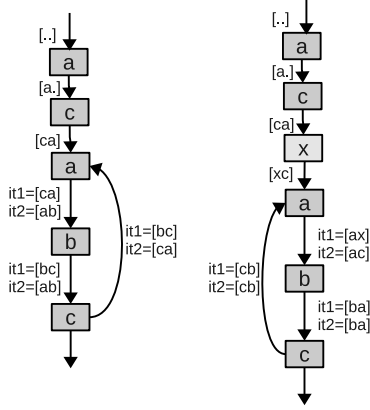 [..]
a
[a.]
c
[ca]
a
it1=[ca]
it2=[ab]
it1=[bc]
it2=[ca]
b
it1=[bc]
it2=[ab]
c
[..]
a
[a.]
c
[ca]
x
[xc]
a
it1=[ax]
it2=[ac]
it1=[cb]
it2=[cb]
b
it1=[ba]
it2=[ba]
c